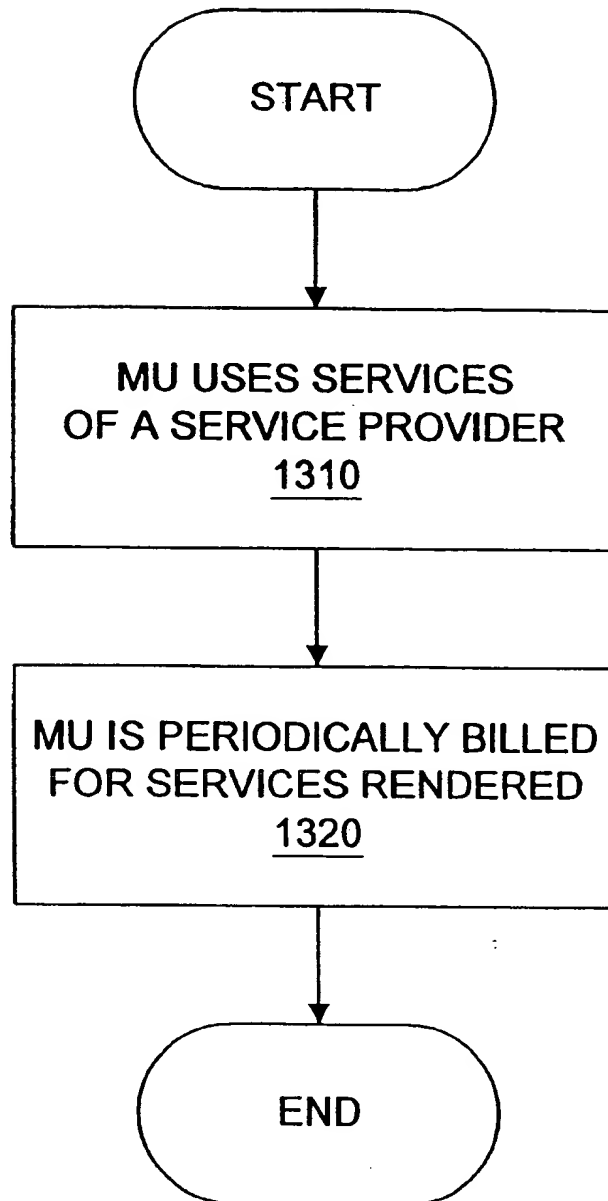 START
MU USES SERVICES
OF A SERVICE PROVIDER
1310
MU IS PERIODICALLY BILLED
FOR SERVICES RENDERED
1320
END